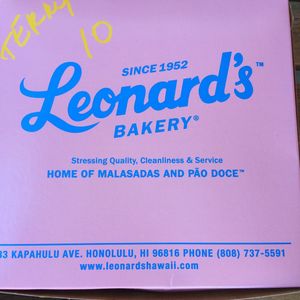 TERRY
10
SINCE 1952
Leonard's™
BAKERY®
Stressing Quality, Cleanliness & Service
HOME OF MALASADAS AND PÃO DOCE™
33 KAPAHULU AVE. HONOLULU, HI 96816 PHONE (808) 737-5591
www.leonardshawaii.com